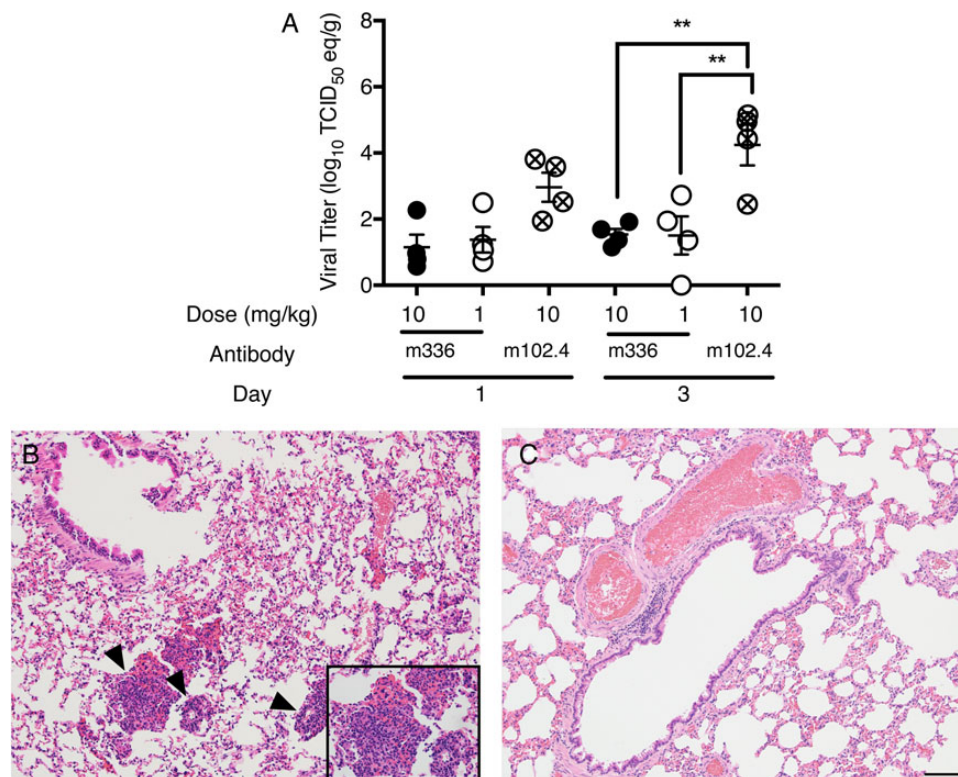 A
8
**
**
6
4
2
0
Viral Titer (log10 TCID50 eq/g)
Dose (mg/kg) 10 1 10 10 1 10
Antibody m336 m102.4 m336 m102.4
Day 1 3
B
C